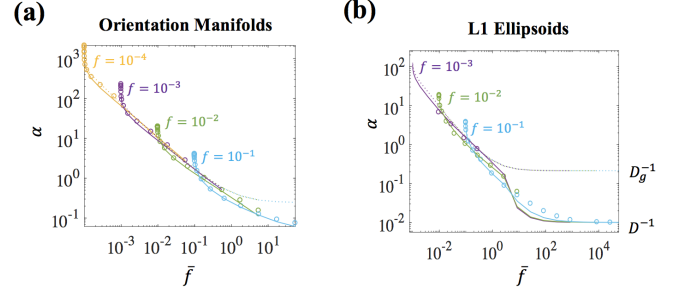 (a)
Orientation Manifolds
10^3
10^2
10^1
10^0
10^-1
α
f = 10^-4
f = 10^-3
f = 10^-2
f = 10^-1
10^-3 10^-2 10^-1 10^0 10^1
f̄
(b)
L1 Ellipsoids
10^2
10^1
10^0
10^-1
10^-2
α
f = 10^-3
f = 10^-2
f = 10^-1
D_g^-1
D^-1
10^-2 10^0 10^2 10^4
f̄